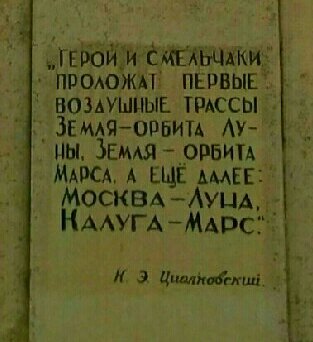 „Герои и смельчаки
проложат первые
воздушные трассы
Земля–орбита Лу-
ны, Земля – орбита
Марса, а ещё далее:
Москва–Луна,
Калуга–Марс."
К. Э. Циолковский.